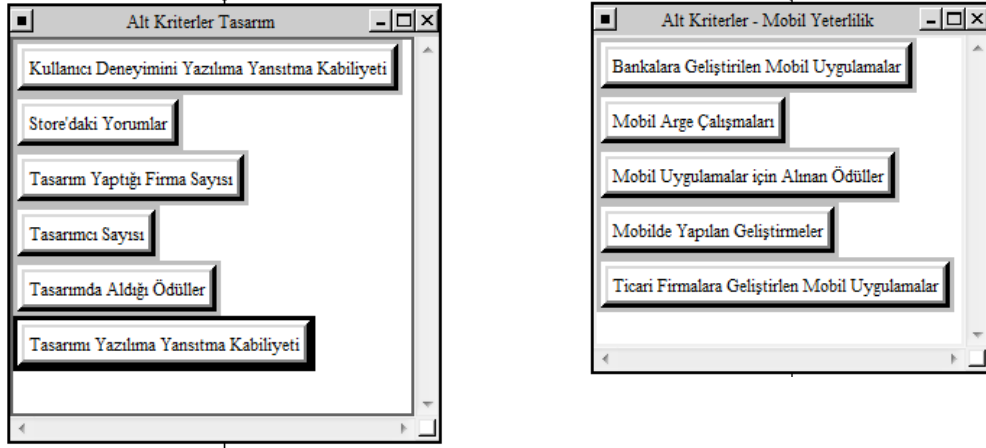 Alt Kriterler Tasarım
Kullanıcı Deneyimini Yazılıma Yansıtma Kabiliyeti
Store'daki Yorumlar
Tasarım Yaptığı Firma Sayısı
Tasarımcı Sayısı
Tasarımda Aldığı Ödüller
Tasarımı Yazılıma Yansıtma Kabiliyeti
Alt Kriterler - Mobil Yeterlilik
Bankalara Geliştirilen Mobil Uygulamalar
Mobil Arge Çalışmaları
Mobil Uygulamalar için Alınan Ödüller
Mobilde Yapılan Geliştirmeler
Ticari Firmalara Geliştirlen Mobil Uygulamalar